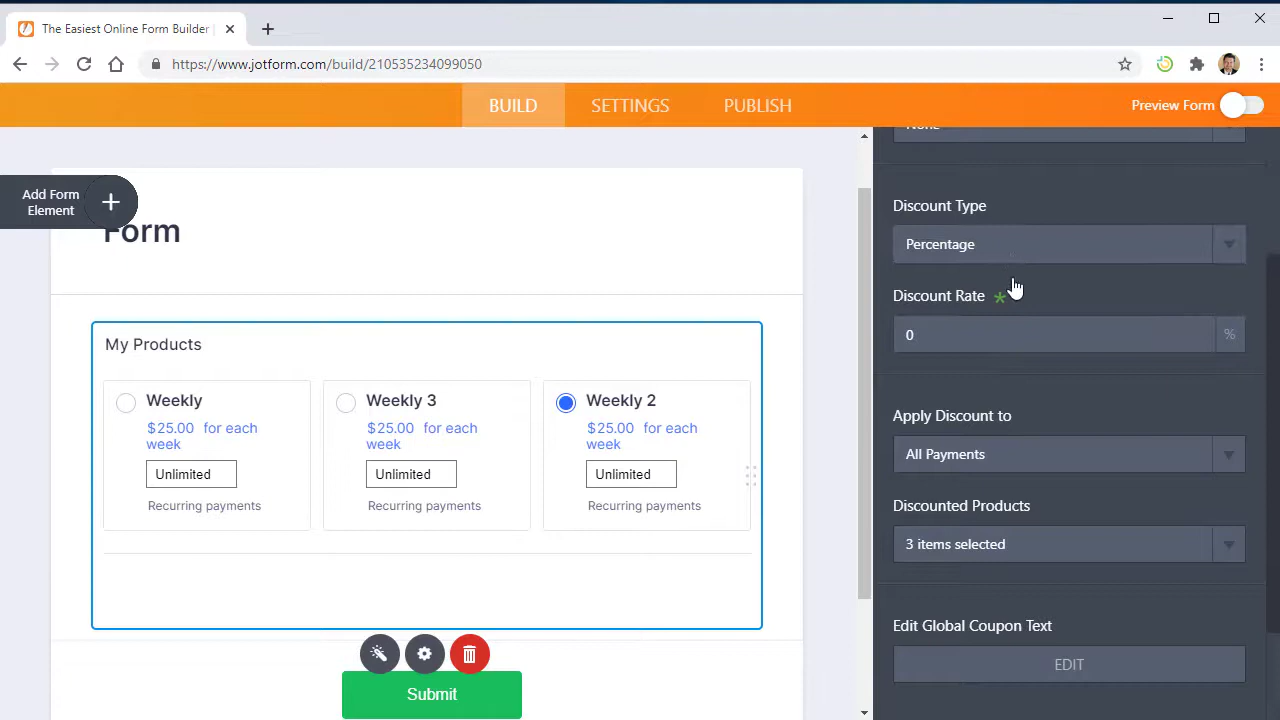 The Easiest Online Form Builder |
https://www.jotform.com/build/210535234099050
BUILD
SETTINGS
PUBLISH
Preview Form
Add Form
Element
Form
My Products
Weekly
$25.00 for each
week
Unlimited
Recurring payments
Weekly 3
$25.00 for each
week
Unlimited
Recurring payments
Weekly 2
$25.00 for each
week
Unlimited
Recurring payments
Submit
None
Discount Type
Percentage
Discount Rate *
0
%
Apply Discount to
All Payments
Discounted Products
3 items selected
Edit Global Coupon Text
EDIT